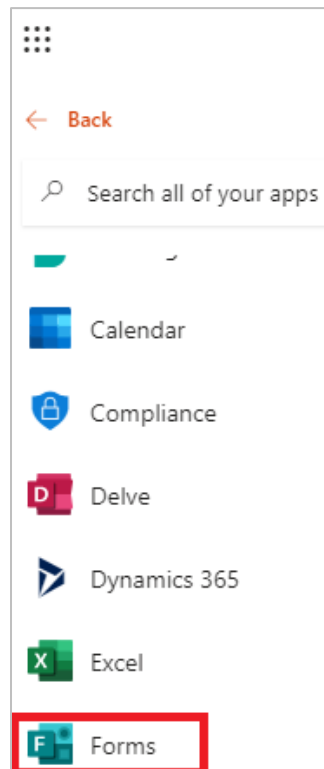 ← Back
Search all of your apps
Calendar
Compliance
D Delve
Dynamics 365
X Excel
F Forms